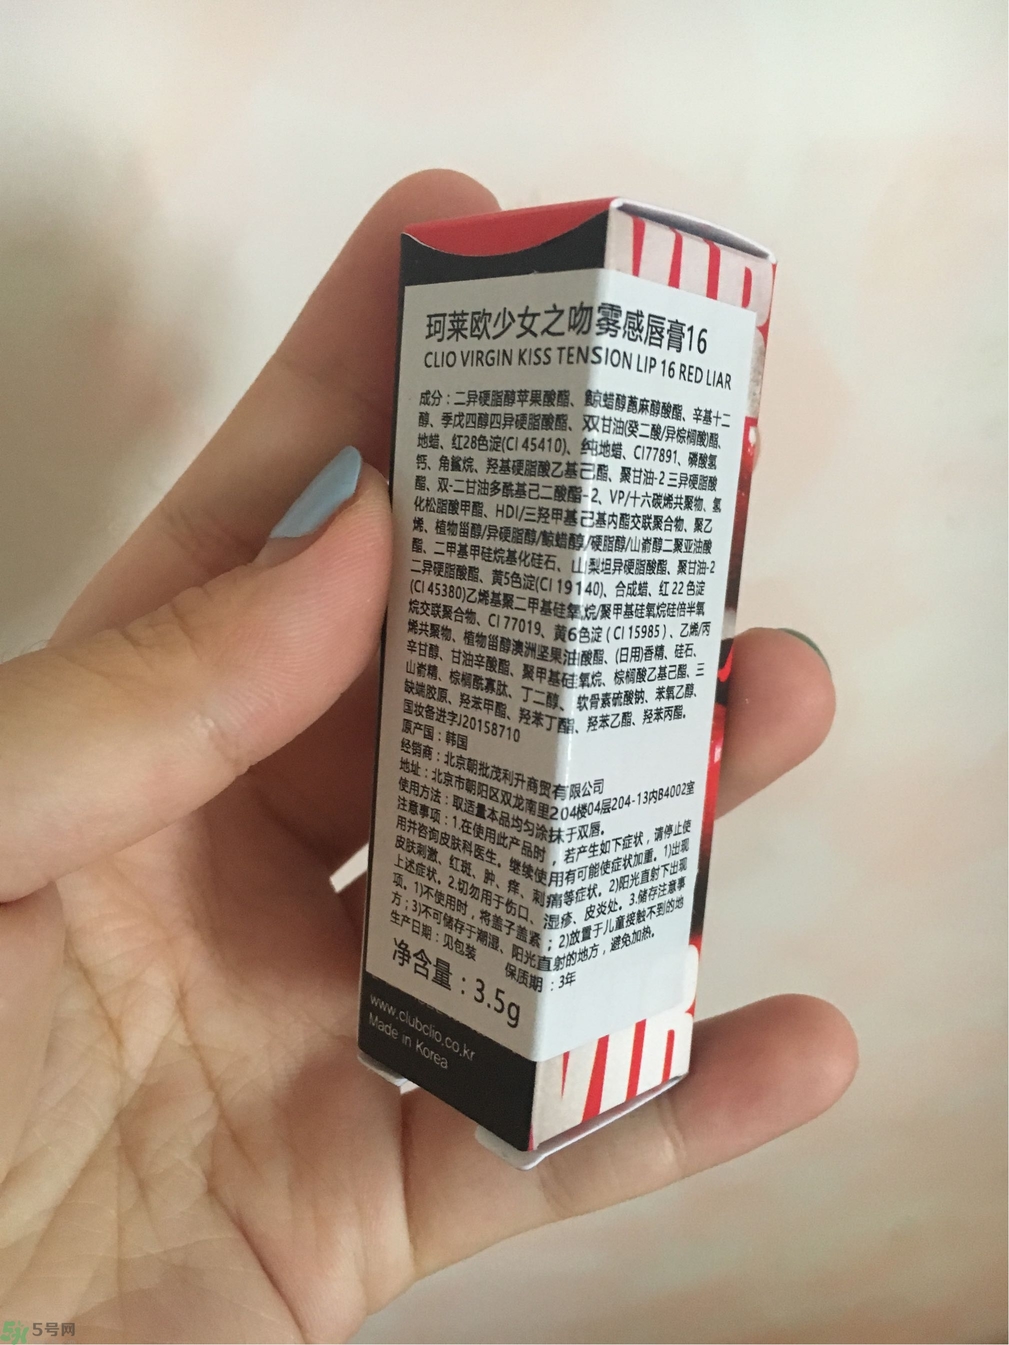 VIR
珂莱欧少女之吻雾感唇膏16
CLIO VIRGIN KISS TENSION LIP 16 RED LIAR
成分：二异硬脂醇苹果酸酯、鲸蜡醇蓖麻醇酸酯、辛基十二
醇、季戊四醇四异硬脂酸酯、双甘油(癸二酸/异棕榈酸)酯、
地蜡、红28色淀(CI 45410)、纯地蜡、CI77891、磷酸氢
钙、角鲨烷、羟基硬脂酸乙基己酯、聚甘油-2 三异硬脂酸
酯、双-二甘油多酰基己二酸酯-2、VP/十六碳烯共聚物、氢
化松脂酸甲酯、HDI/三羟甲基己基内酯交联聚合物、聚乙
烯、植物甾醇/异硬脂醇/鲸蜡醇/硬脂醇/山嵛醇二聚亚油酸
酯、二甲基甲硅烷基化硅石、山梨坦异硬脂酸酯、聚甘油-2
二异硬脂酸酯、黄5色淀(CI 19140)、合成蜡、红 22 色淀
(CI 45380)乙烯基聚二甲基硅氧烷/聚甲基硅氧烷硅倍半氧
烷交联聚合物、CI 77019、黄6色淀 ( CI 15985 ) 、乙烯/丙
烯共聚物、植物甾醇澳洲坚果油酸酯、(日用)香精、硅石、
辛甘醇、甘油辛酸酯、聚甲基硅氧烷、棕榈酸乙基己酯、三
山嵛精、棕榈酰寡肽、丁二醇、软骨素硫酸钠、苯氧乙醇、
缺端胶原、羟苯甲酯、羟苯丁酯、羟苯乙酯、羟苯丙酯。
国妆备进字J20158710
原产国：韩国
经销商：北京朝批茂利升商贸有限公司
地址：北京市朝阳区双龙南里204楼04层204-13内B4002室
使用方法：取适量本品均匀涂抹于双唇。
注意事项：1.在使用此产品时，若产生如下症状，请停止使
用并咨询皮肤科医生。继续使用有可能使症状加重。1)出现
皮肤刺激、红斑、肿、痒、刺痛等症状。2)阳光直射下出现
上述症状。2.切勿用于伤口、湿疹、皮炎处。3.储存注意事
项。1)不使用时，将盖子盖紧；2)放置于儿童接触不到的地
方；3)不可储存于潮湿、阳光直射的地方，避免加热。
生产日期：见包装 保质期：3年
净含量：3.5g
www.clubclio.co.kr
Made in Korea
VIR
5号网